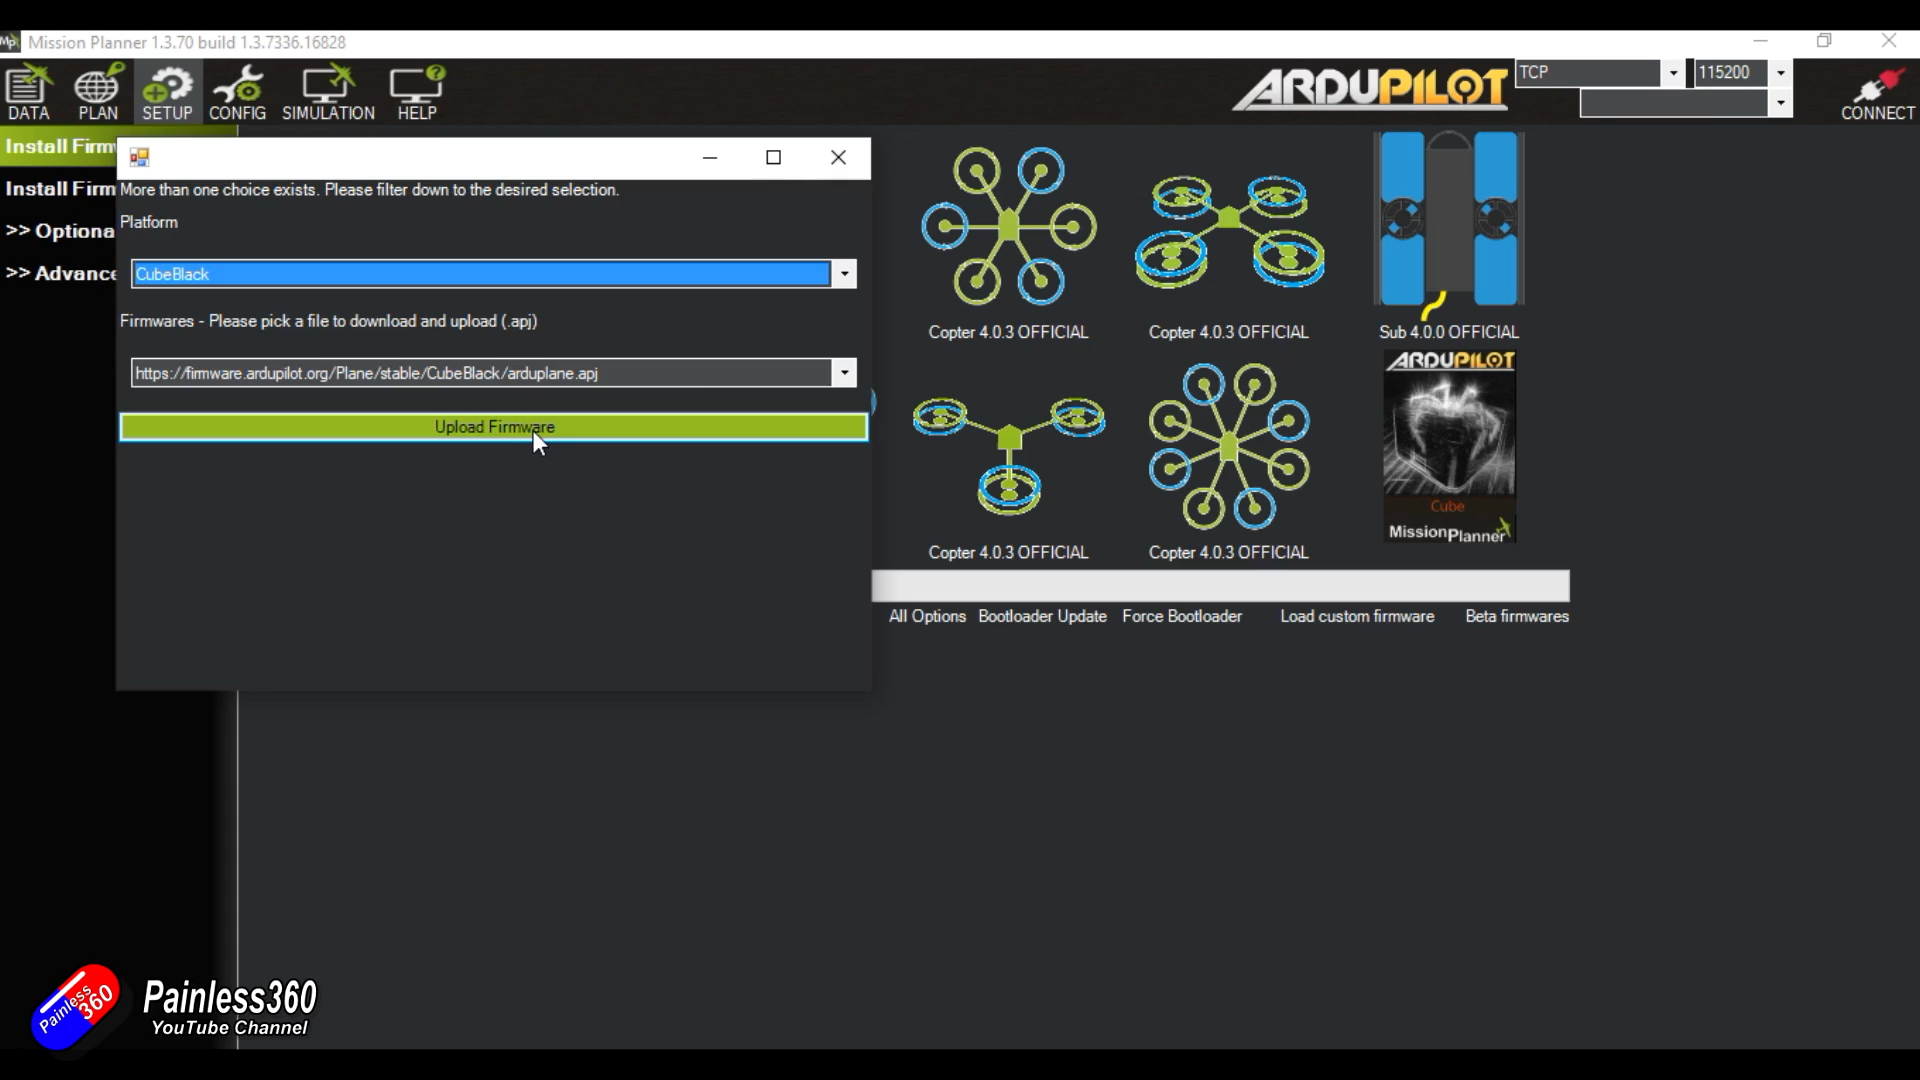 Mp Mission Planner 1.3.70 build 1.3.7336.16828
DATA PLAN SETUP CONFIG SIMULATION HELP
ARDUPILOT
TCP 115200
CONNECT
Install Firmw
Install Firm
>> Optiona
>> Advance
More than one choice exists. Please filter down to the desired selection.
Platform
CubeBlack
Firmwares - Please pick a file to download and upload (.apj)
https://firmware.ardupilot.org/Plane/stable/CubeBlack/arduplane.apj
Upload Firmware
Copter 4.0.3 OFFICIAL Copter 4.0.3 OFFICIAL Sub 4.0.0 OFFICIAL
ARDUPILOT
Cube
MissionPlanner
Copter 4.0.3 OFFICIAL Copter 4.0.3 OFFICIAL
All Options Bootloader Update Force Bootloader Load custom firmware Beta firmwares
Painless 360
Painless360
YouTube Channel